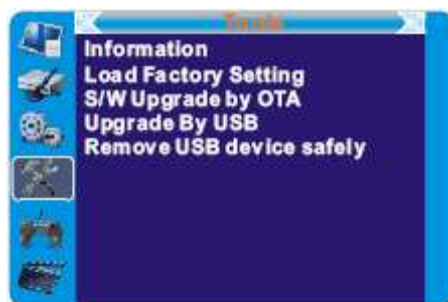 Tools
Information
Load Factory Setting
S/W Upgrade by OTA
Upgrade By USB
Remove USB device safely